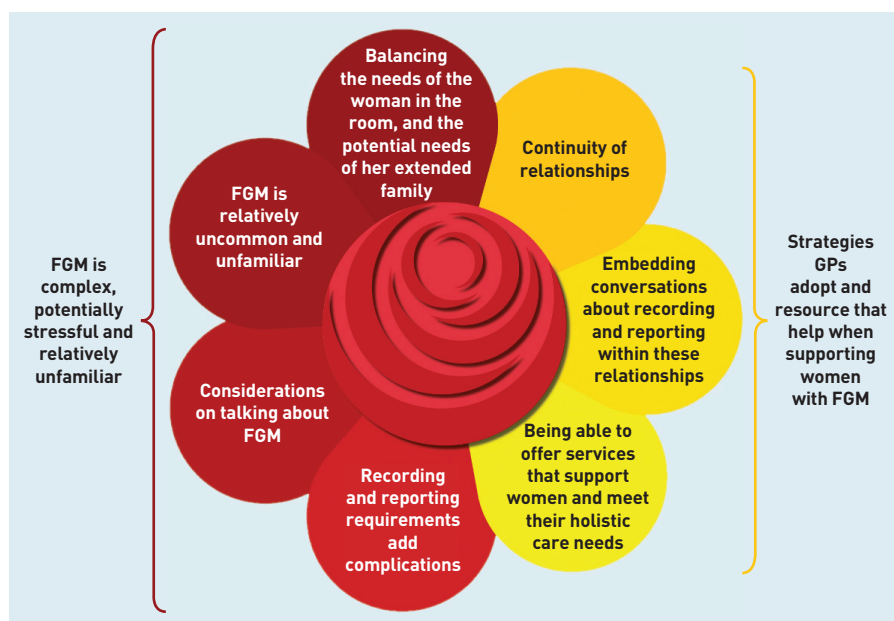 FGM is
complex,
potentially
stressful and
relatively
unfamiliar
Balancing
the needs of the
woman in the
room, and the
potential needs
of her extended
family
FGM is
relatively
uncommon and
unfamiliar
Considerations
on talking about
FGM
Recording
and reporting
requirements
add
complications
Continuity of
relationships
Embedding
conversations
about recording
and reporting
within these
relationships
Being able to
offer services
that support
women and meet
their holistic
care needs
Strategies
GPs
adopt and
resource that
help when
supporting
women
with FGM